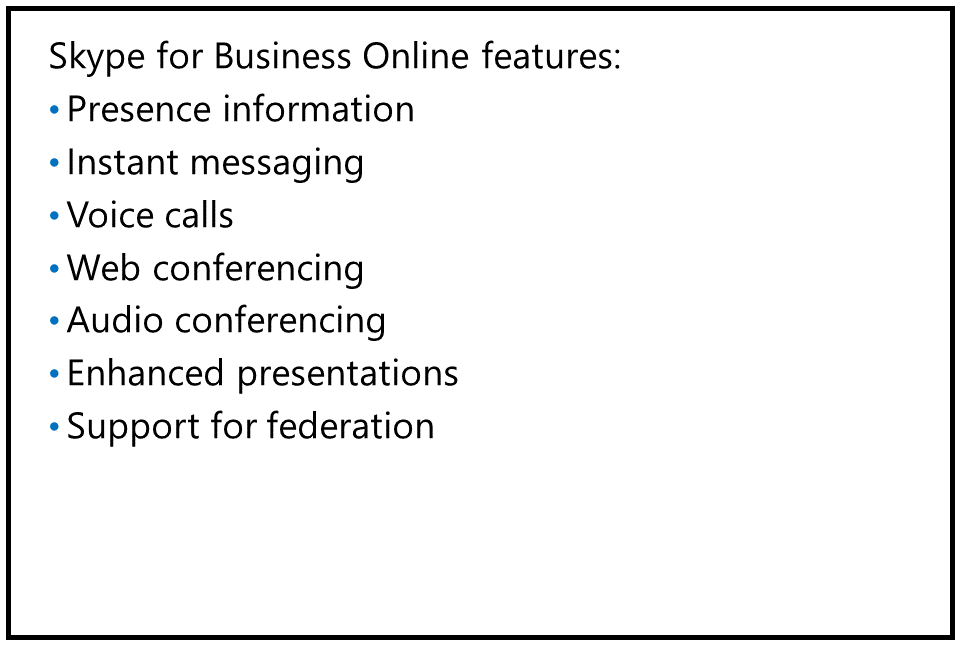 Skype for Business Online features:
• Presence information
• Instant messaging
• Voice calls
• Web conferencing
• Audio conferencing
• Enhanced presentations
• Support for federation